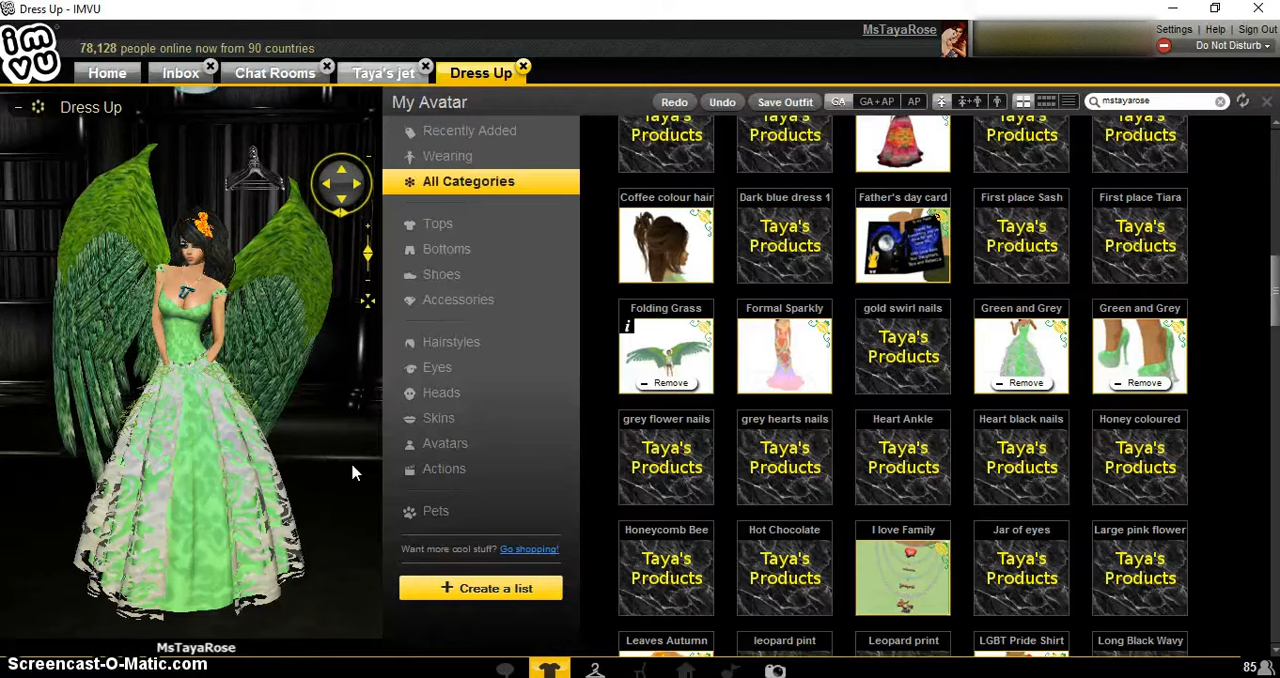 Dress Up - IMVU
imvu
78,128 people online now from 90 countries
MsTayaRose
Settings | Help | Sign Out
Do Not Disturb
Home
Inbox
Chat Rooms
Taya's jet
Dress Up
Dress Up
My Avatar
Redo
Undo
Save Outfit
GA
GA+AP
AP
mstayarose
Recently Added
Wearing
All Categories
Tops
Bottoms
Shoes
Accessories
Hairstyles
Eyes
Heads
Skins
Avatars
Actions
Pets
Want more cool stuff? Go shopping!
+ Create a list
Taya's
Products
Taya's
Products
Taya's
Products
Taya's
Products
Coffee colour hair
Dark blue dress 1
Father's day card
First place Sash
First place Tiara
Taya's
Products
Taya's
Products
Taya's
Products
Folding Grass
Formal Sparkly
gold swirl nails
Green and Grey
Green and Grey
i
Taya's
Products
Remove
Remove
Remove
grey flower nails
grey hearts nails
Heart Ankle
Heart black nails
Honey coloured
Taya's
Products
Taya's
Products
Taya's
Products
Taya's
Products
Taya's
Products
Honeycomb Bee
Hot Chocolate
I love Family
Jar of eyes
Large pink flower
Taya's
Products
Taya's
Products
Taya's
Products
Taya's
Products
Leaves Autumn
leopard pint
Leopard print
LGBT Pride Shirt
Long Black Wavy
MsTayaRose
Screencast-O-Matic.com
85